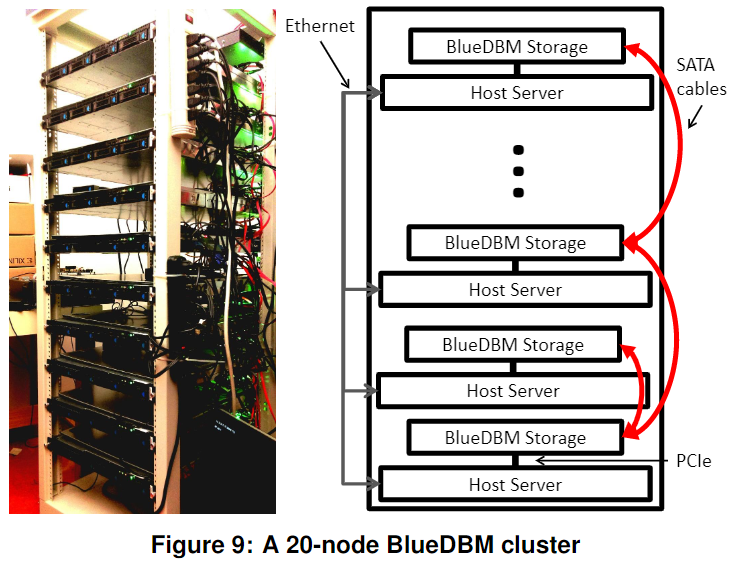 Ethernet
BlueDBM Storage
Host Server
SATA
cables
BlueDBM Storage
Host Server
BlueDBM Storage
Host Server
BlueDBM Storage
PCIe
Host Server
Figure 9: A 20-node BlueDBM cluster